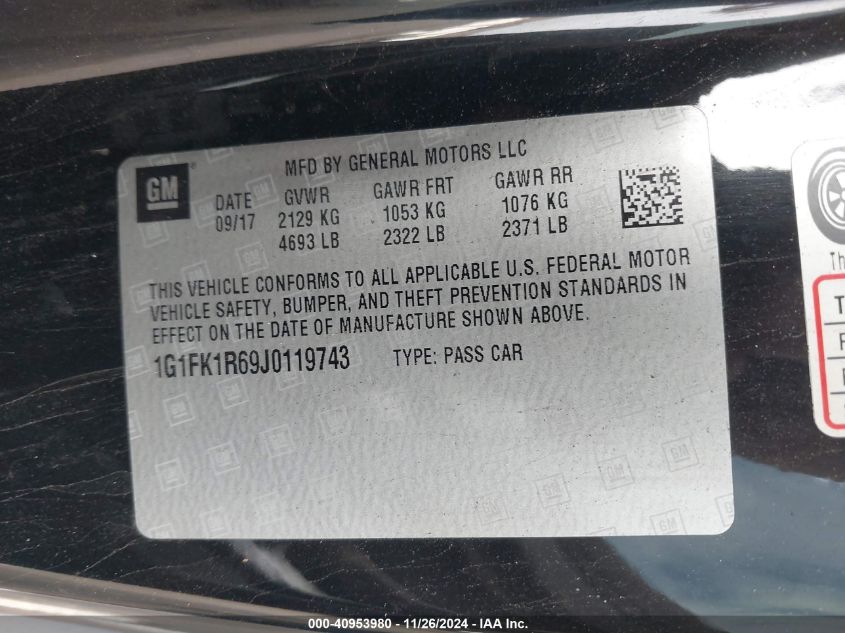 GM
MFD BY GENERAL MOTORS LLC
DATE GVWR GAWR FRT GAWR RR
09/17 2129 KG 1053 KG 1076 KG
4693 LB 2322 LB 2371 LB
THIS VEHICLE CONFORMS TO ALL APPLICABLE U.S. FEDERAL MOTOR
VEHICLE SAFETY, BUMPER, AND THEFT PREVENTION STANDARDS IN
EFFECT ON THE DATE OF MANUFACTURE SHOWN ABOVE.
1G1FK1R69J0119743 TYPE: PASS CAR
Th
T
F
000-40953980 - 11/26/2024 - IAA Inc.